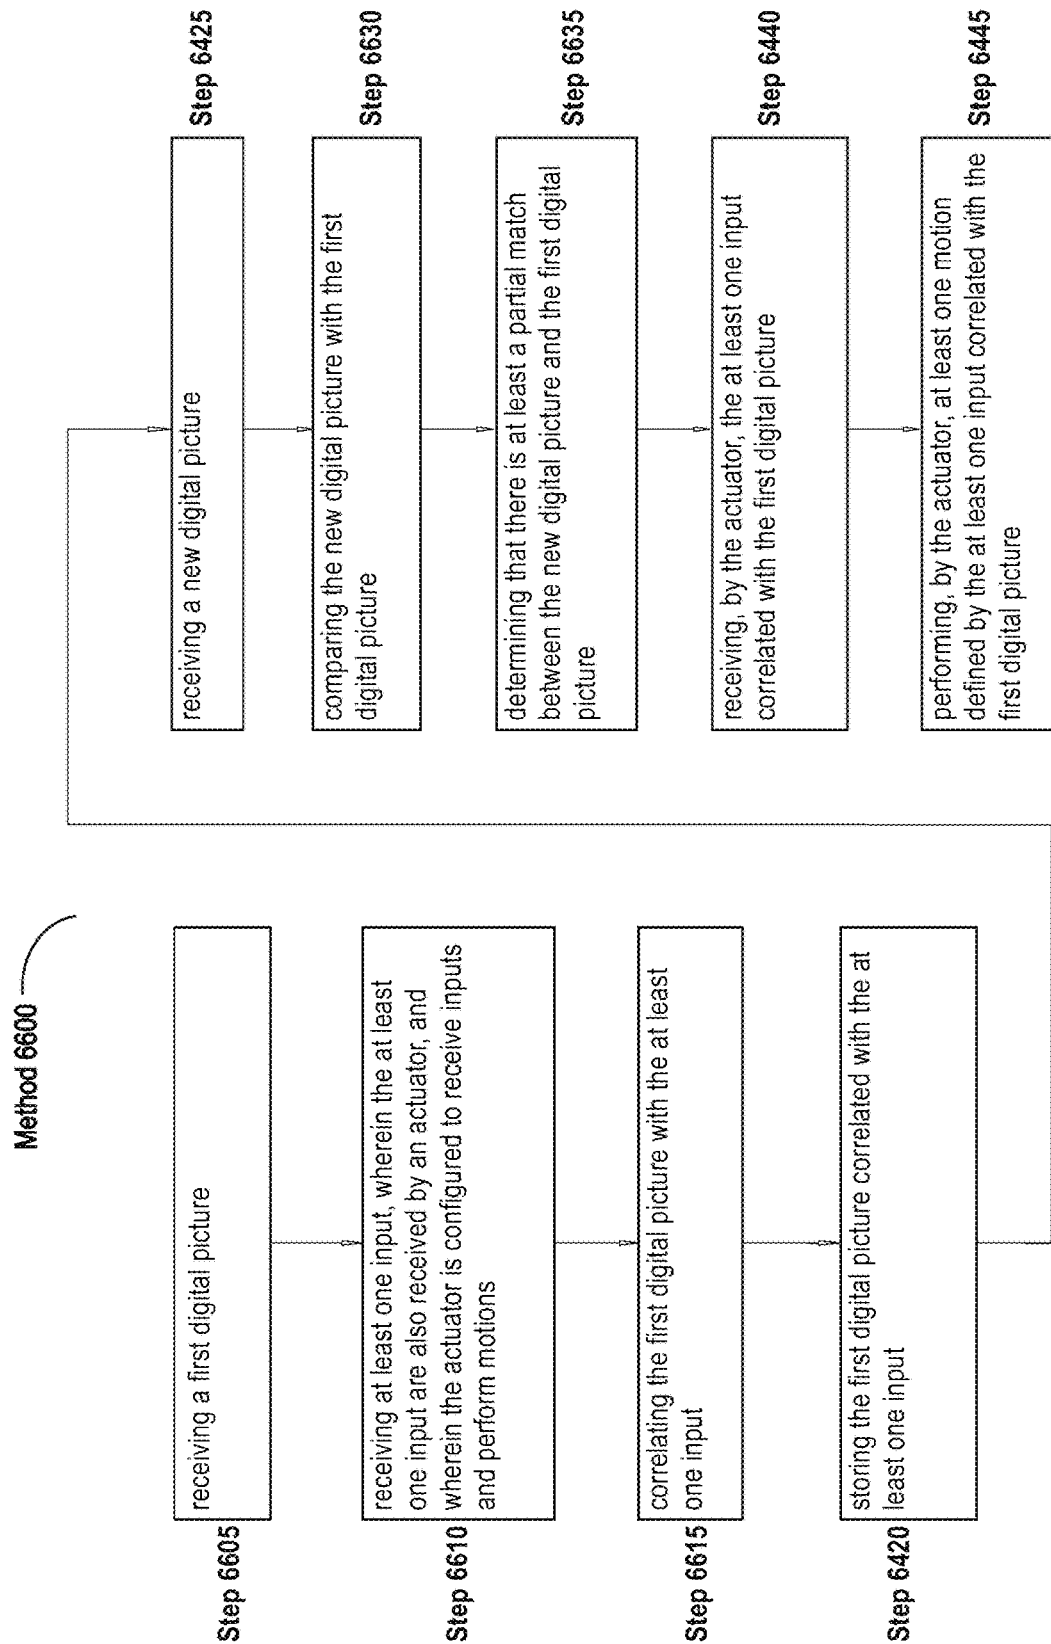 Method 6600
Step 6605
receiving a first digital picture
Step 6610
receiving at least one input, wherein the at least
one input are also received by an actuator, and
wherein the actuator is configured to receive inputs
and perform motions
Step 6615
correlating the first digital picture with the at least
one input
Step 6420
storing the first digital picture correlated with the at
least one input
receiving a new digital picture
Step 6425
comparing the new digital picture with the first
digital picture
Step 6630
determining that there is at least a partial match
between the new digital picture and the first digital
picture
Step 6635
receiving, by the actuator, the at least one input
correlated with the first digital picture
Step 6440
performing, by the actuator, at least one motion
defined by the at least one input correlated with the
first digital picture
Step 6445